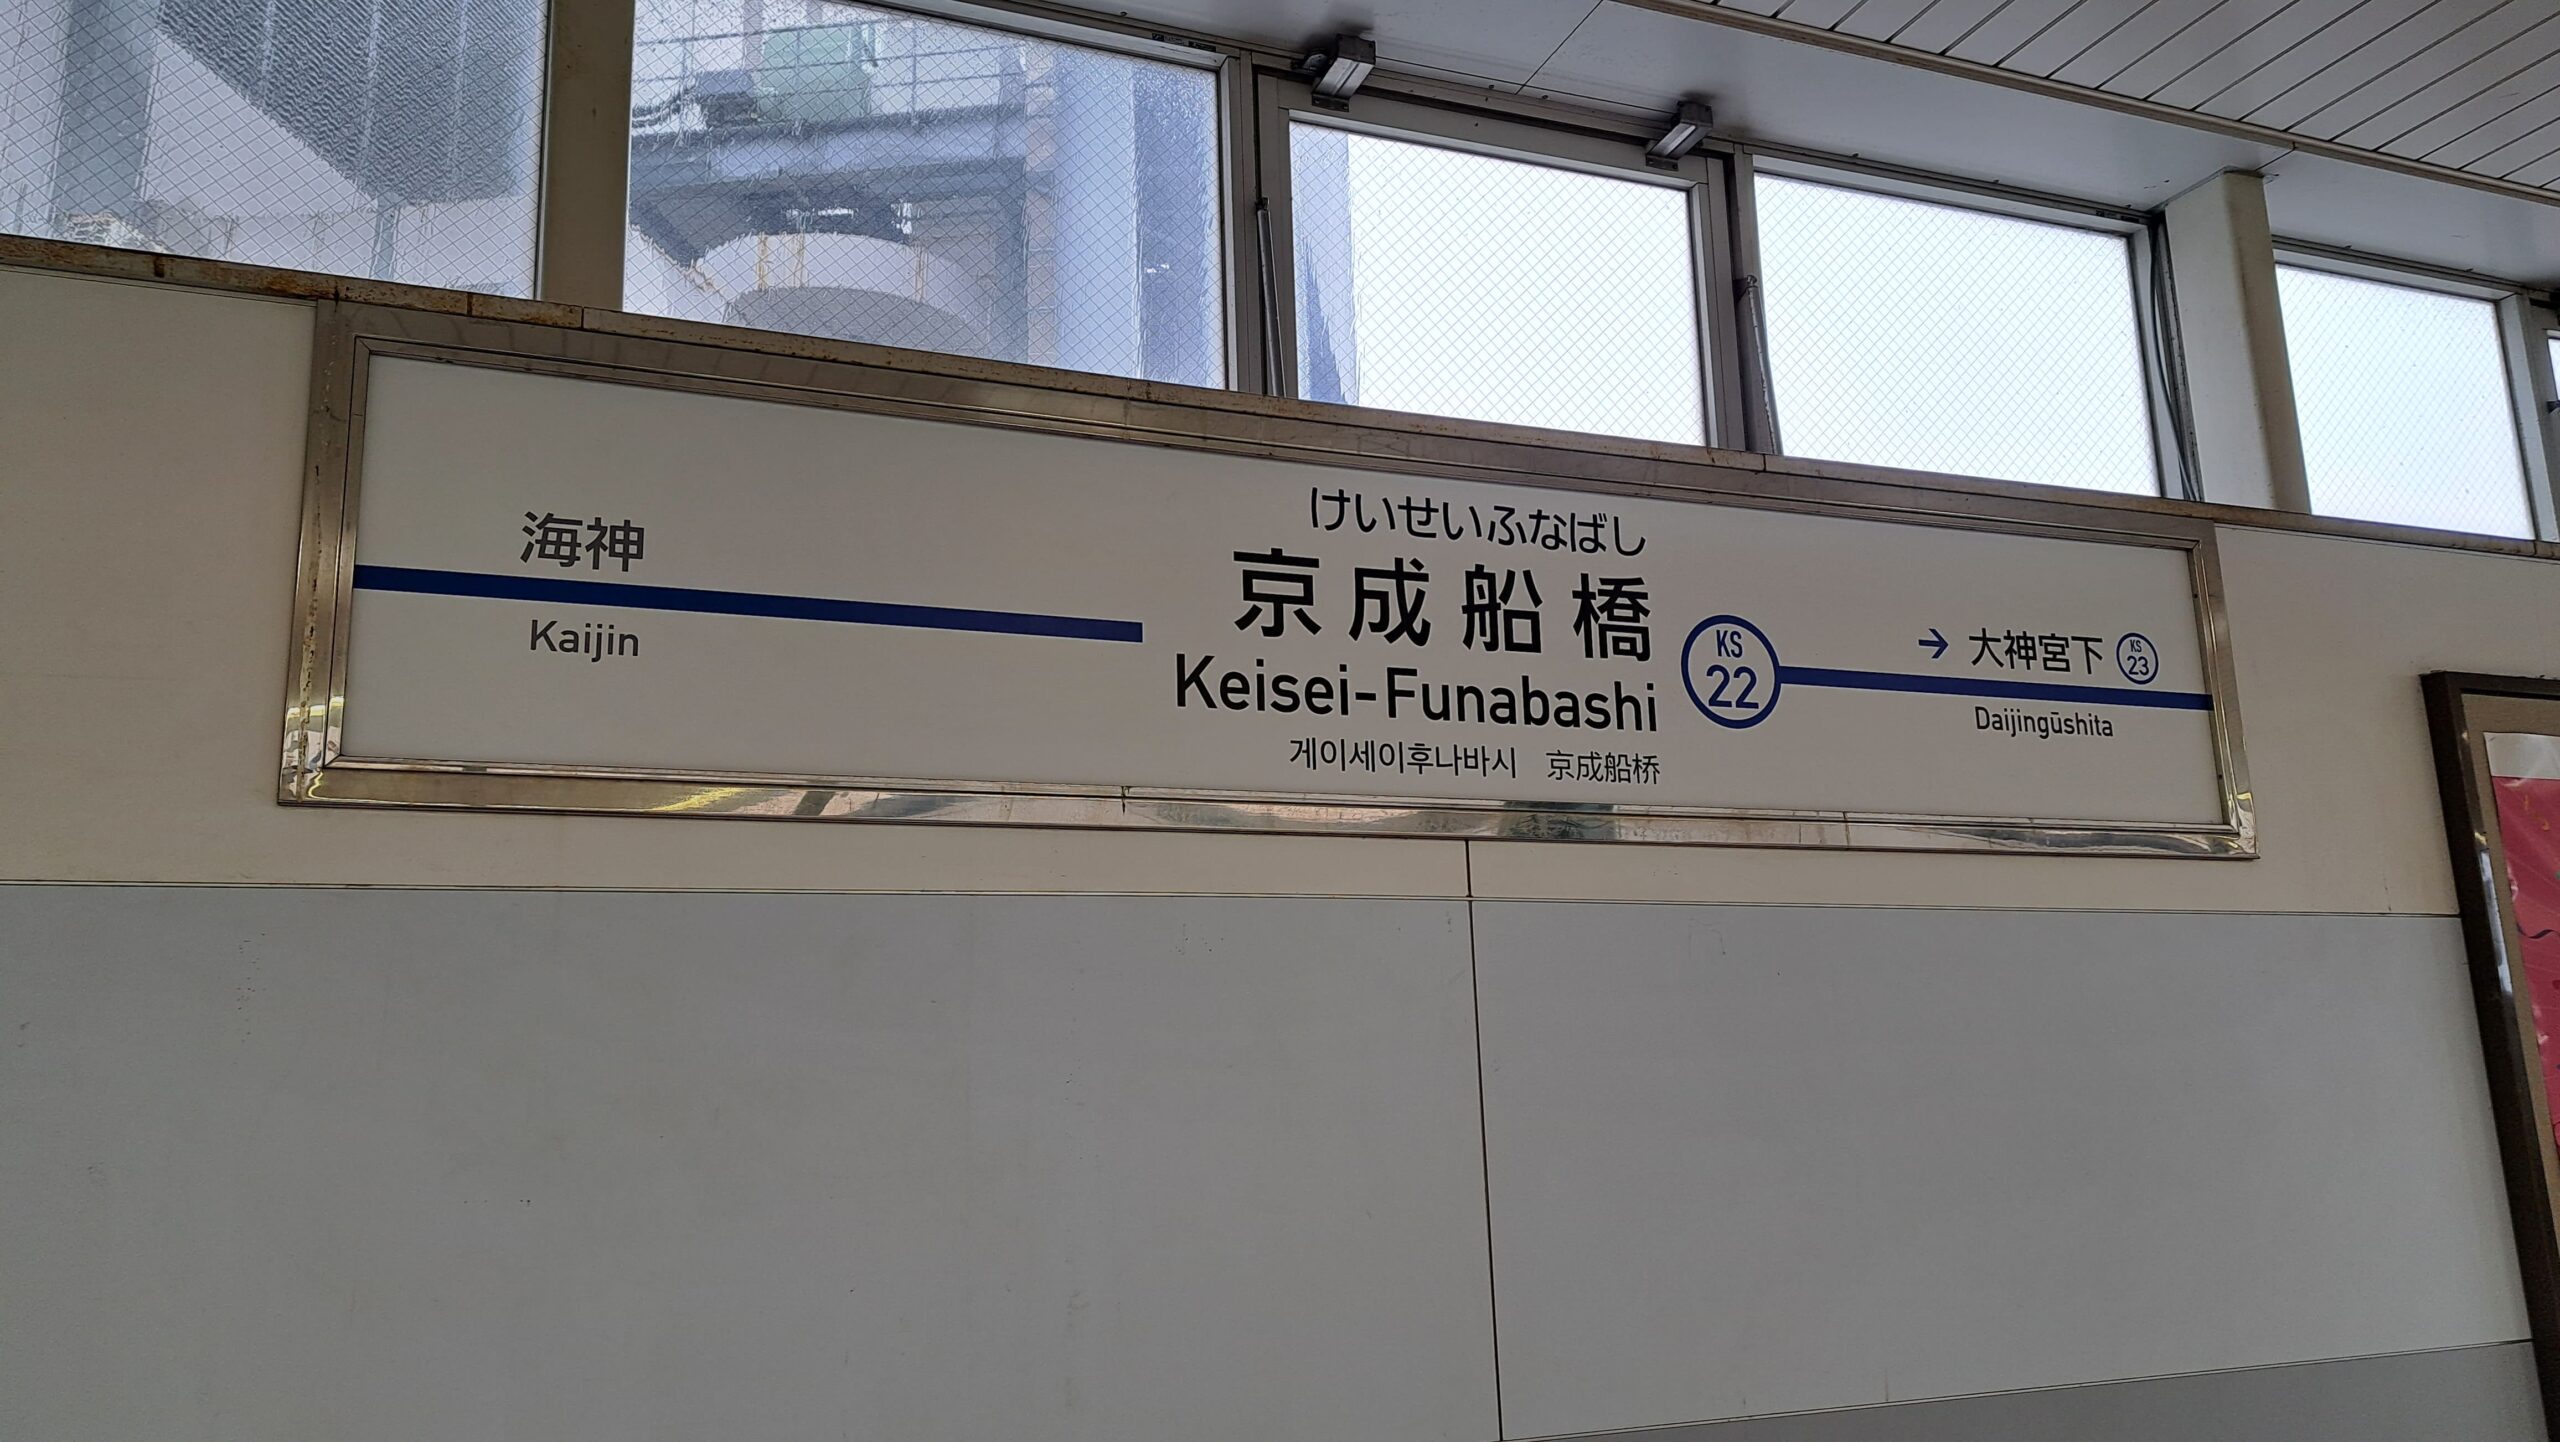 海神
Kaijin
けいせいふなばし
京成船橋
Keisei-Funabashi
게이세이후나바시 京成船桥
KS
22
→ 大神宮下 KS 23
Daijingūshita